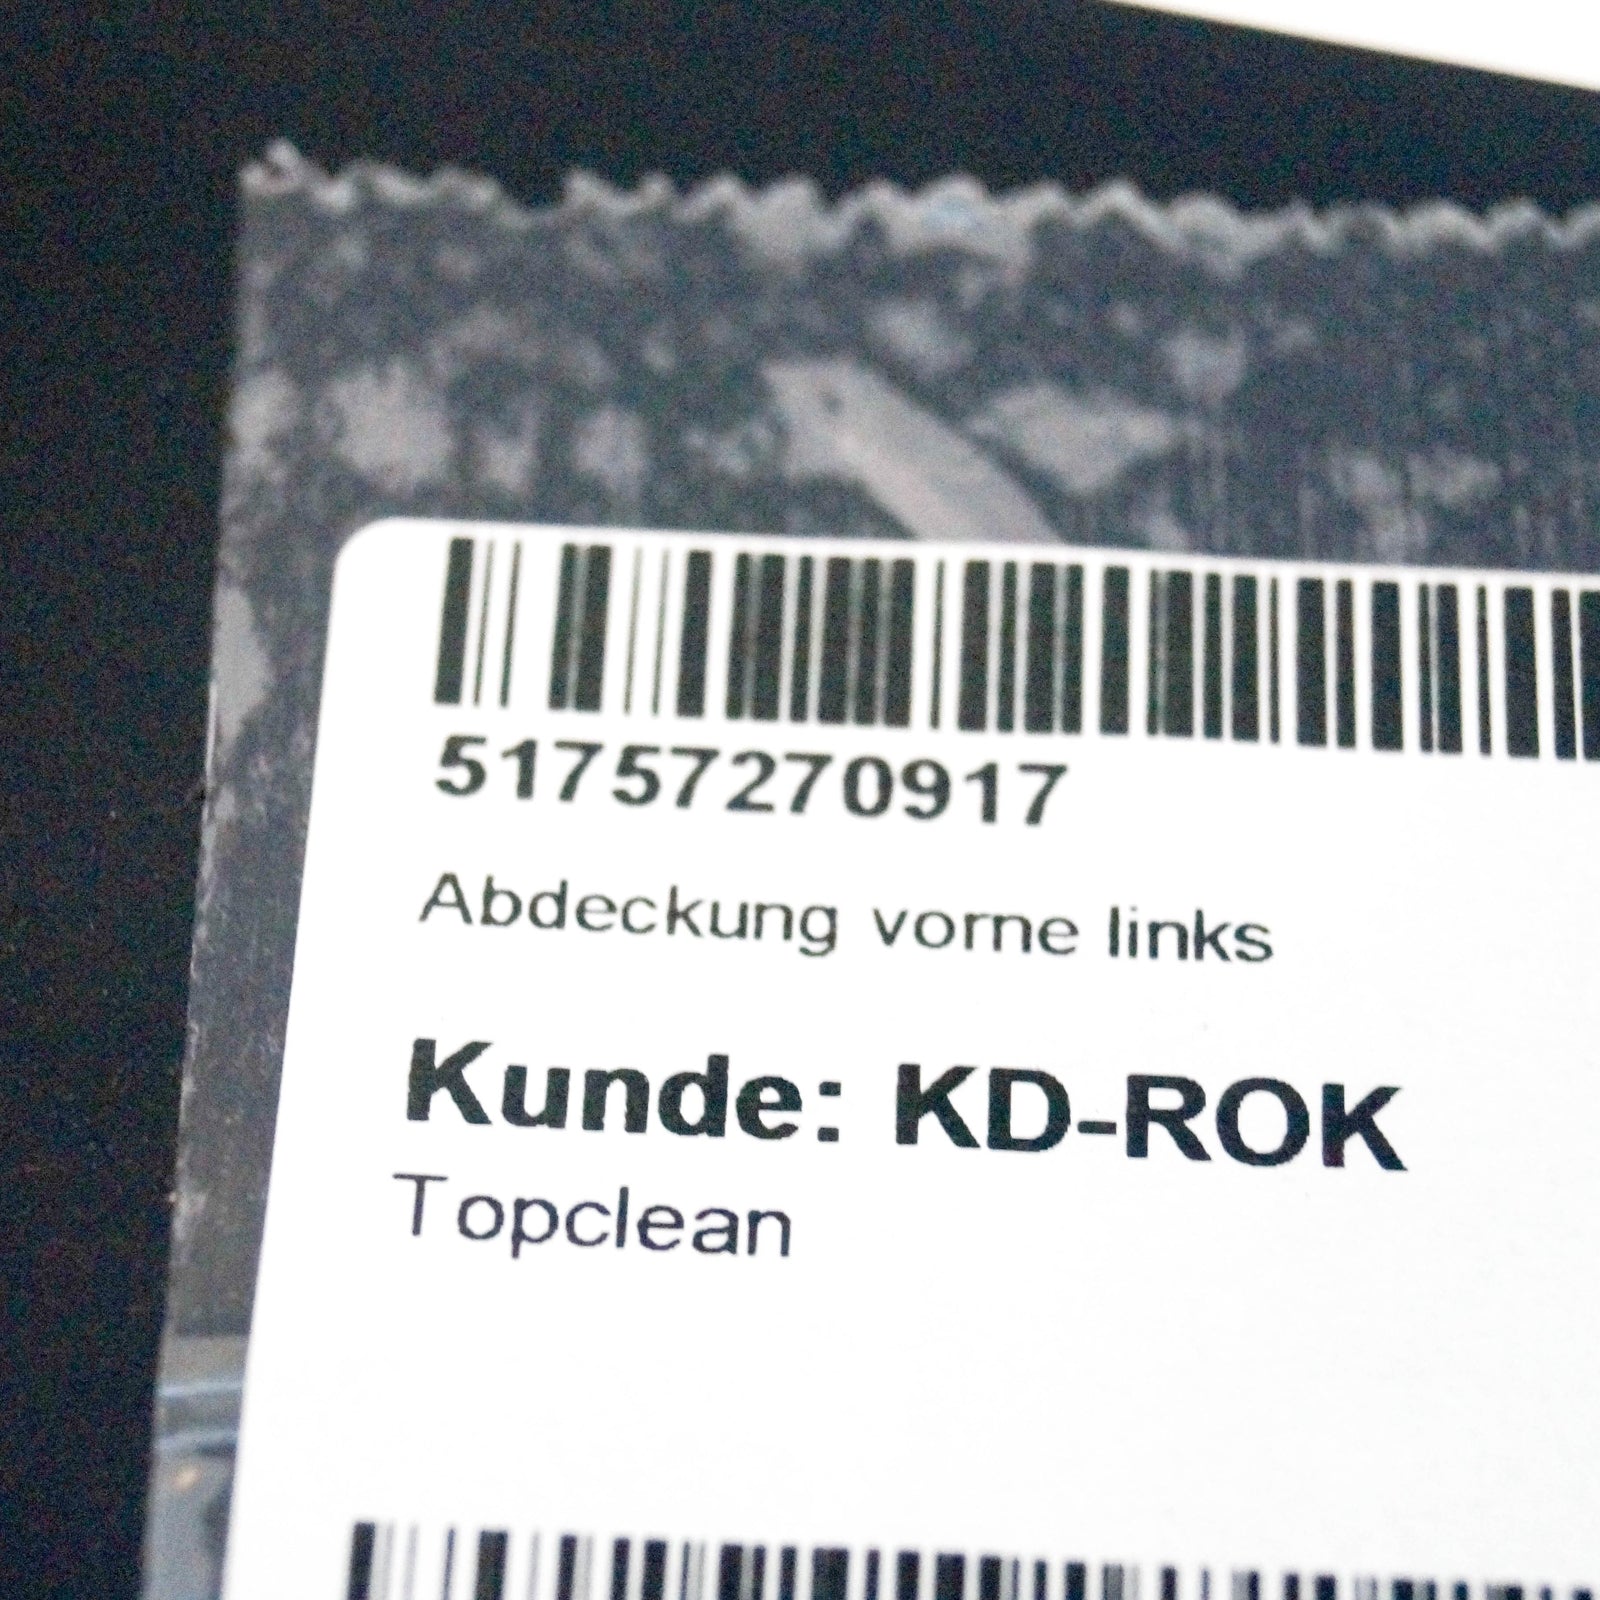 51757270917
Abdeckung vorne links
Kunde: KD-ROK
Topclean